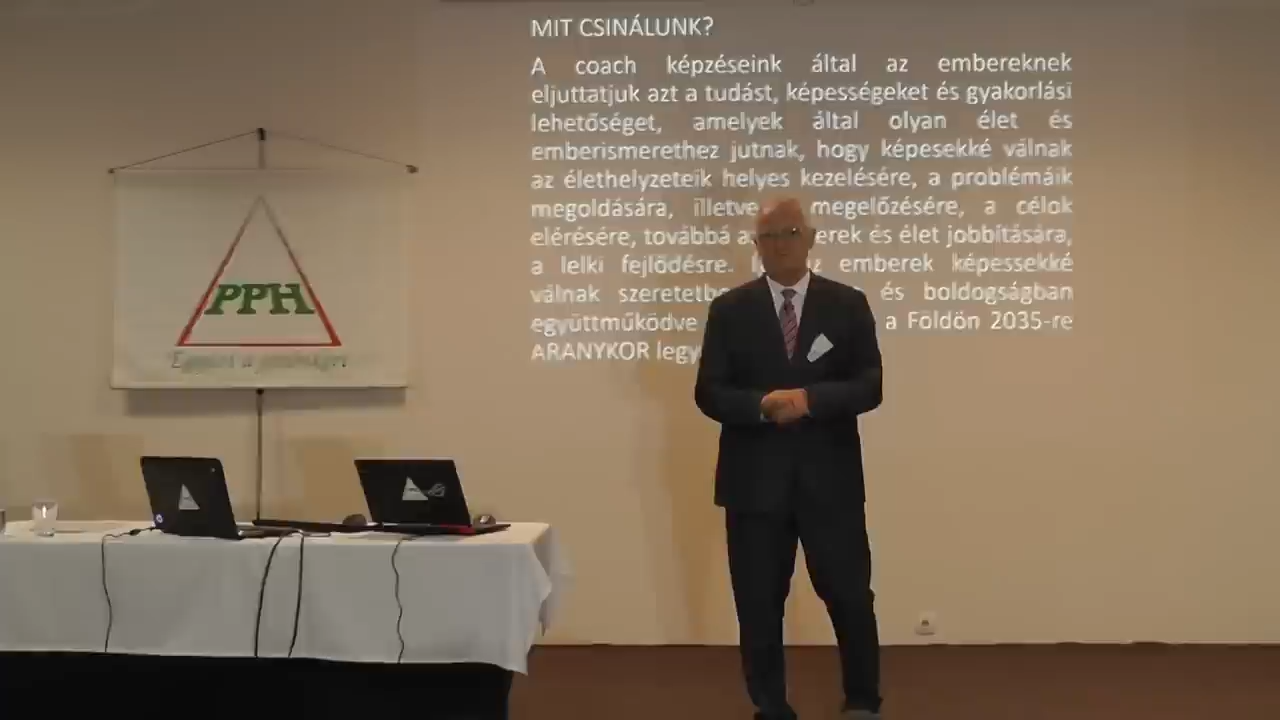 MIT CSINÁLUNK?
A coach képzéseink által az embereknek
eljuttatjuk azt a tudást, képességeket és gyakorlási
lehetőséget, amelyek által olyan élet és
emberismerethez jutnak, hogy képesekké válnak
az élethelyzeteik helyes kezelésére, a problémáik
megoldására, illetve megelőzésére, a célok
elérésére, továbbá és élet jobbítására,
a lelki fejlődésre. emberek képessekké
válnak és boldogságban
együttműködve a Földön 2035-re
ARANYKOR
PPH